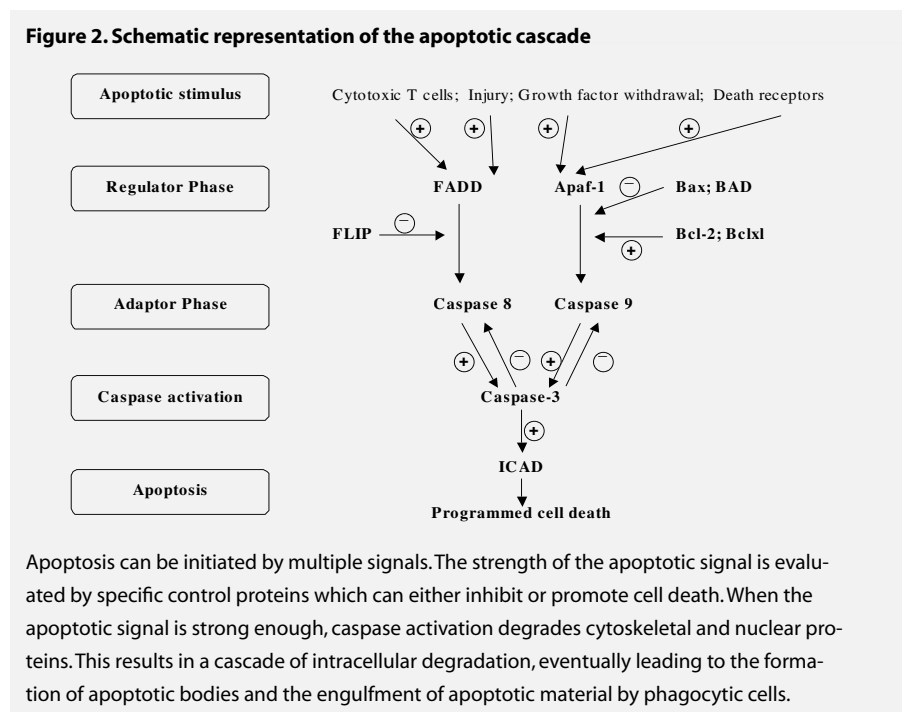 Figure 2. Schematic representation of the apoptotic cascade
Apoptotic stimulus
Cytotoxic T cells; Injury; Growth factor withdrawal; Death receptors
+ + + +
Regulator Phase
FADD
Apaf-1
−
Bax; BAD
FLIP
−
Bcl-2; Bclxl
+
Adaptor Phase
Caspase 8
Caspase 9
+ − + −
Caspase activation
Caspase-3
+
ICAD
Apoptosis
Programmed cell death
Apoptosis can be initiated by multiple signals. The strength of the apoptotic signal is evalu-
ated by specific control proteins which can either inhibit or promote cell death. When the
apoptotic signal is strong enough, caspase activation degrades cytoskeletal and nuclear pro-
teins. This results in a cascade of intracellular degradation, eventually leading to the forma-
tion of apoptotic bodies and the engulfment of apoptotic material by phagocytic cells.